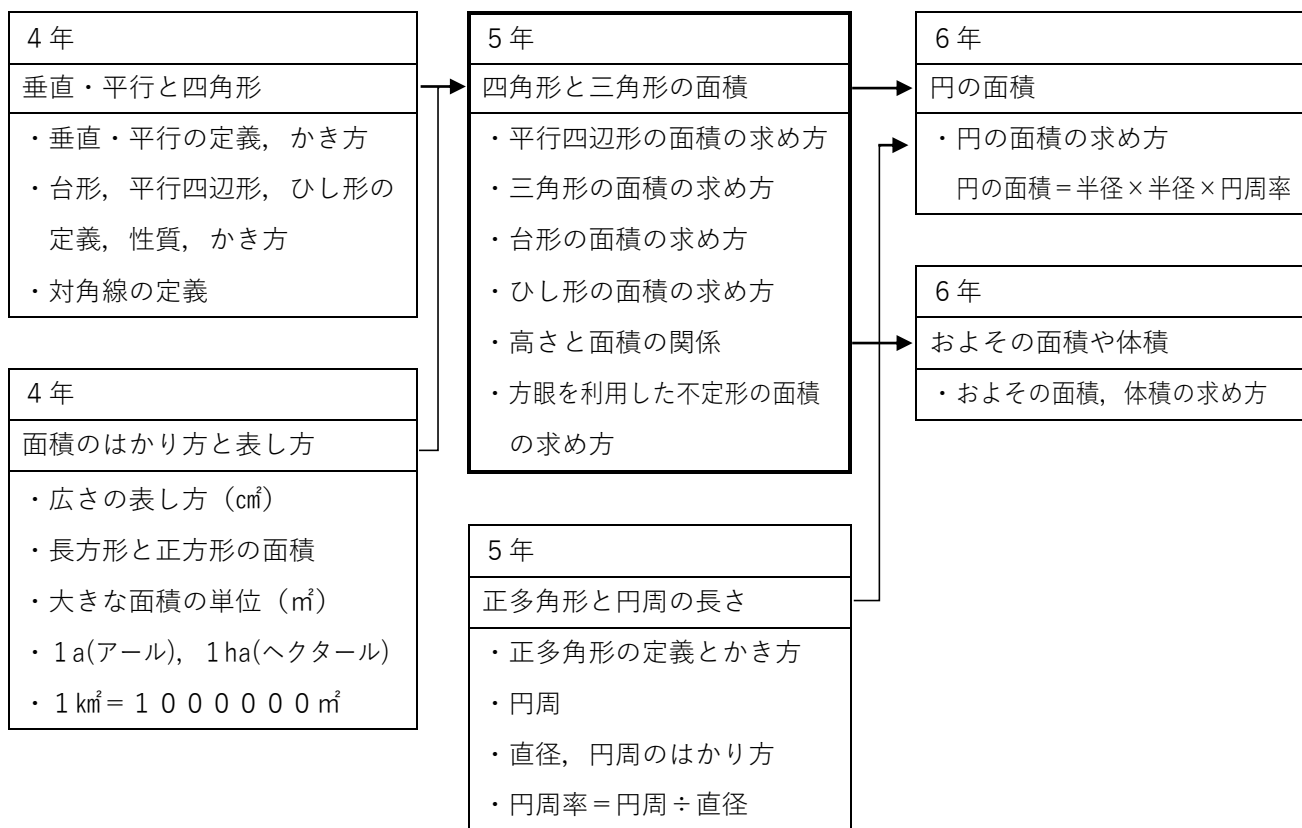 4年
垂直・平行と四角形
・垂直・平行の定義，かき方
・台形，平行四辺形，ひし形の
定義，性質，かき方
・対角線の定義
4年
面積のはかり方と表し方
・広さの表し方（㎠）
・長方形と正方形の面積
・大きな面積の単位（㎡）
・1a(アール)，1ha(ヘクタール)
・1㎢＝１００００００㎡
5年
四角形と三角形の面積
・平行四辺形の面積の求め方
・三角形の面積の求め方
・台形の面積の求め方
・ひし形の面積の求め方
・高さと面積の関係
・方眼を利用した不定形の面積
の求め方
5年
正多角形と円周の長さ
・正多角形の定義とかき方
・円周
・直径，円周のはかり方
・円周率＝円周÷直径
6年
円の面積
・円の面積の求め方
円の面積＝半径×半径×円周率
6年
およその面積や体積
・およその面積，体積の求め方